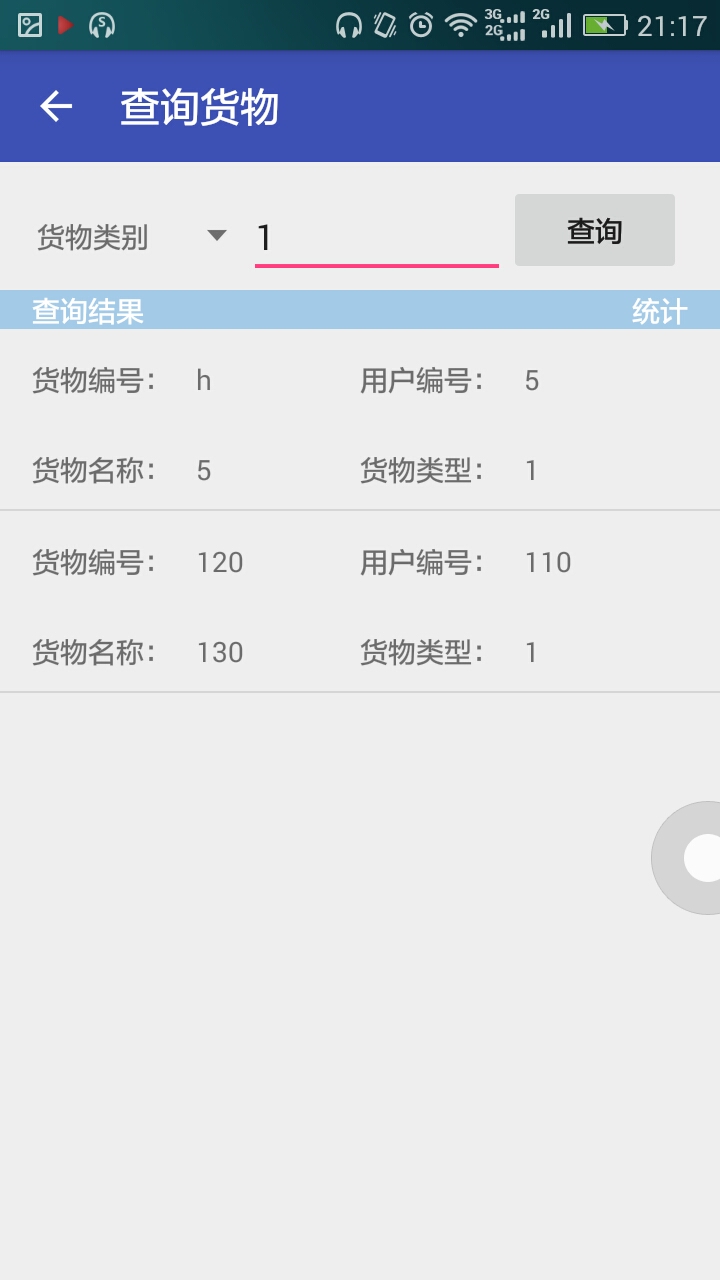 3G 2G 2G 21:17
查询货物
货物类别 1 查询
查询结果 统计
货物编号： h 用户编号： 5
货物名称： 5 货物类型： 1
货物编号： 120 用户编号： 110
货物名称： 130 货物类型： 1